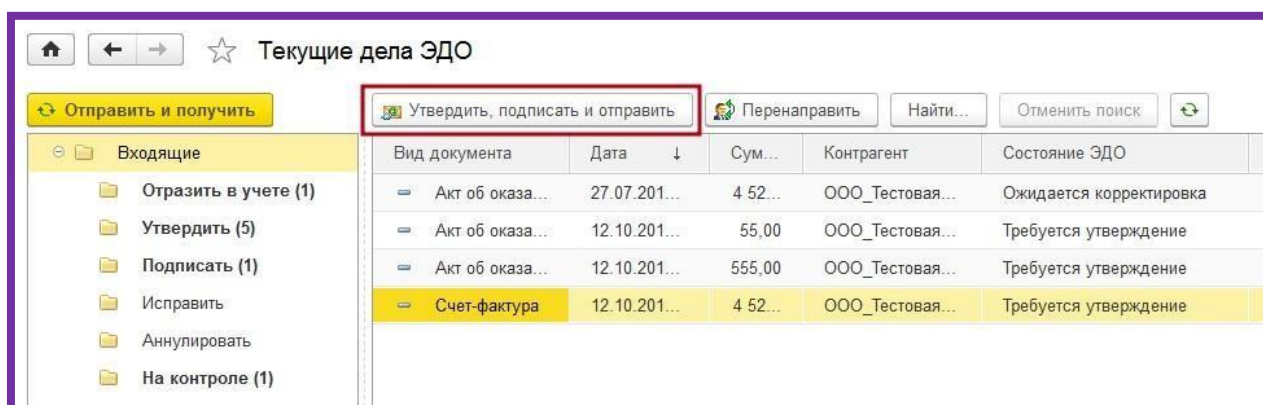 Текущие дела ЭДО
Отправить и получить
Утвердить, подписать и отправить
Перенаправить
Найти...
Отменить поиск
Входящие
Отразить в учете (1)
Утвердить (5)
Подписать (1)
Исправить
Аннулировать
На контроле (1)
Вид документа Дата ↓ Сум... Контрагент Состояние ЭДО
Акт об оказа... 27.07.201... 4 52... ООО_Тестовая... Ожидается корректировка
Акт об оказа... 12.10.201... 55,00 ООО_Тестовая... Требуется утверждение
Акт об оказа... 12.10.201... 555,00 ООО_Тестовая... Требуется утверждение
Счет-фактура 12.10.201... 4 52... ООО_Тестовая... Требуется утверждение